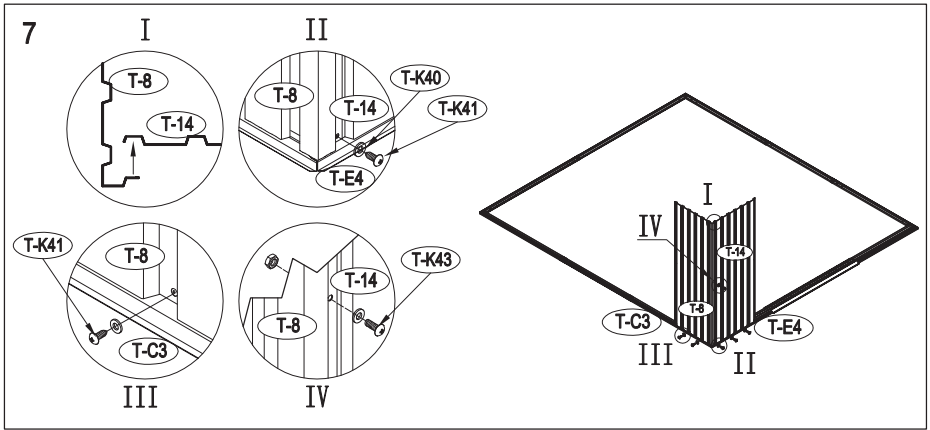 7
I
T-8
T-14
II
T-8
T-14
T-K40
T-K41
T-E4
T-K41
T-8
T-C3
III
T-14
T-K43
T-8
IV
I
IV
T-14
T-8
T-C3
T-E4
III
II